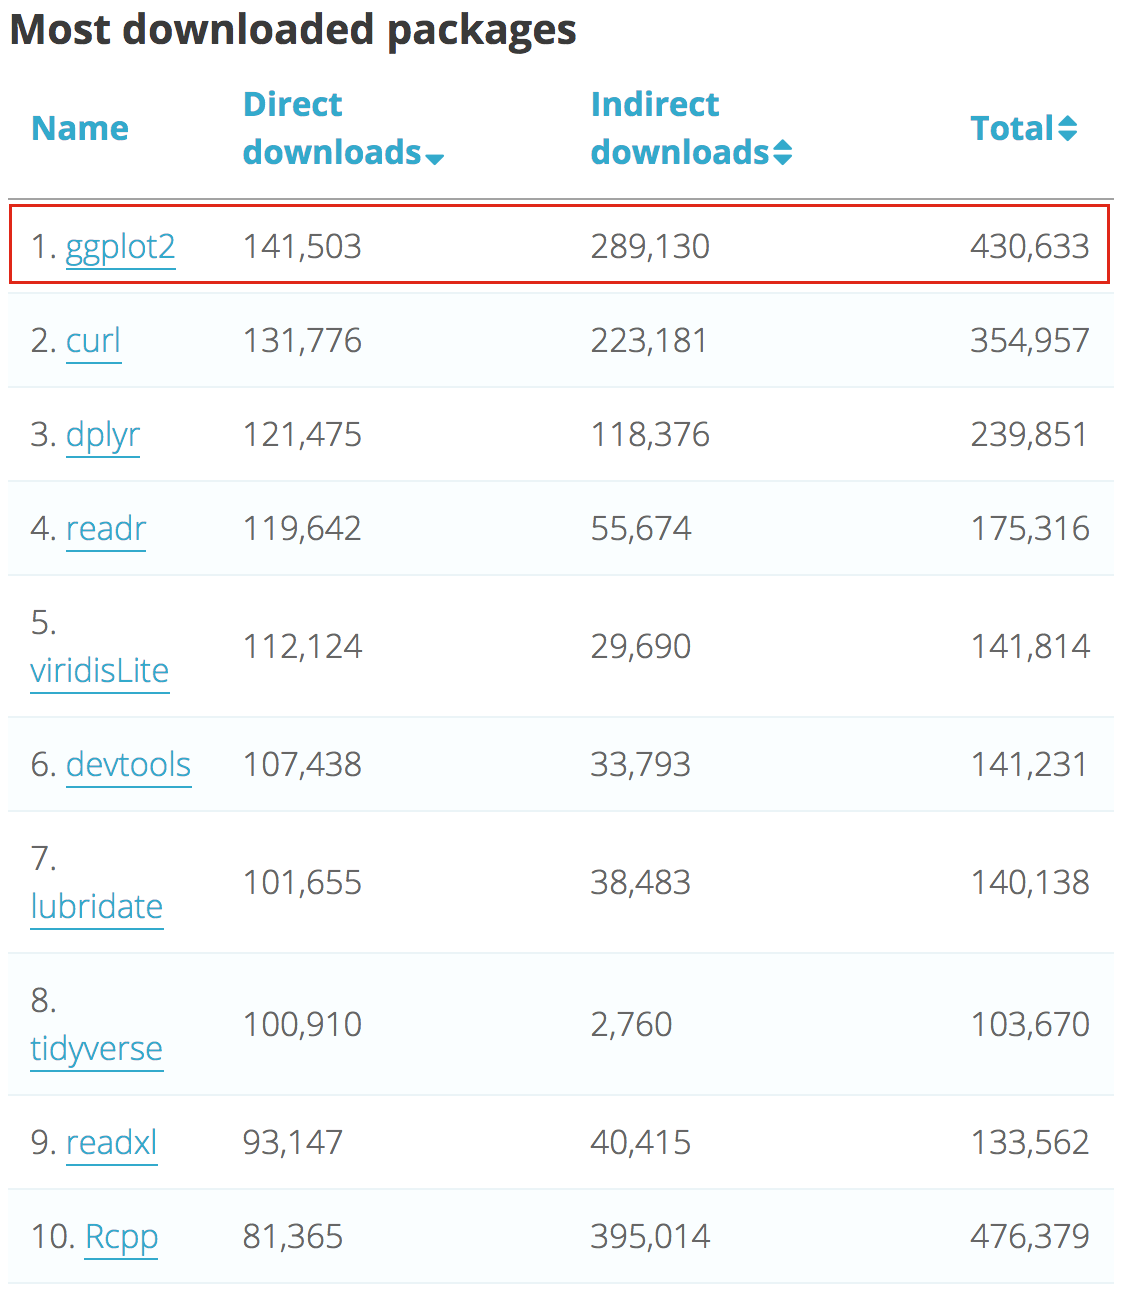 Most downloaded packages
Name Direct downloads Indirect downloads Total
1. ggplot2 141,503 289,130 430,633
2. curl 131,776 223,181 354,957
3. dplyr 121,475 118,376 239,851
4. readr 119,642 55,674 175,316
5. viridisLite 112,124 29,690 141,814
6. devtools 107,438 33,793 141,231
7. lubridate 101,655 38,483 140,138
8. tidyverse 100,910 2,760 103,670
9. readxl 93,147 40,415 133,562
10. Rcpp 81,365 395,014 476,379